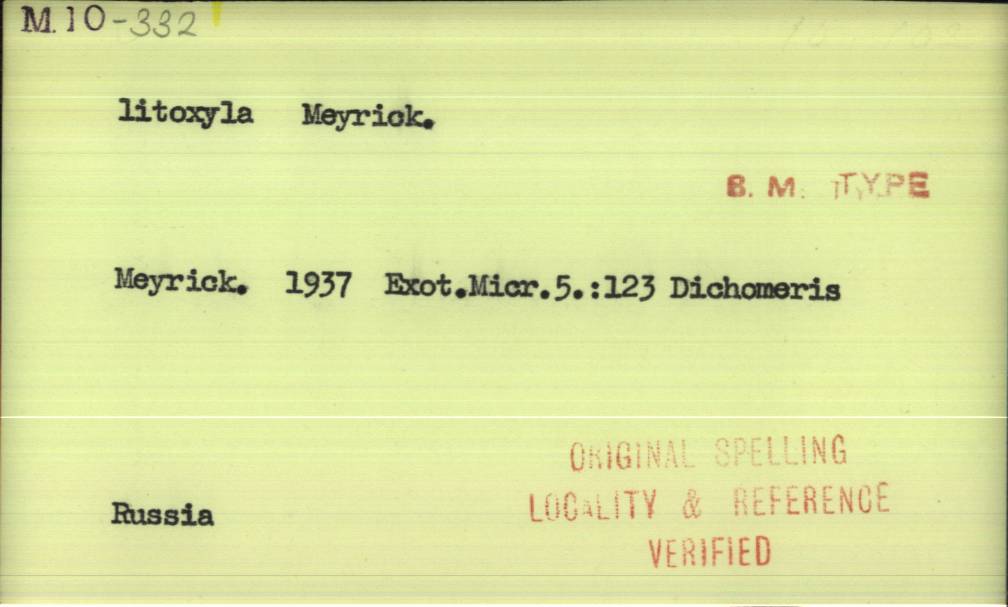 M.10-332
litoxyla Meyrick.
B. M. TYPE
Meyrick. 1937 Exot.Micr.5.:123 Dichomeris
ORIGINAL SPELLING
LOCALITY & REFERENCE
VERIFIED
Russia